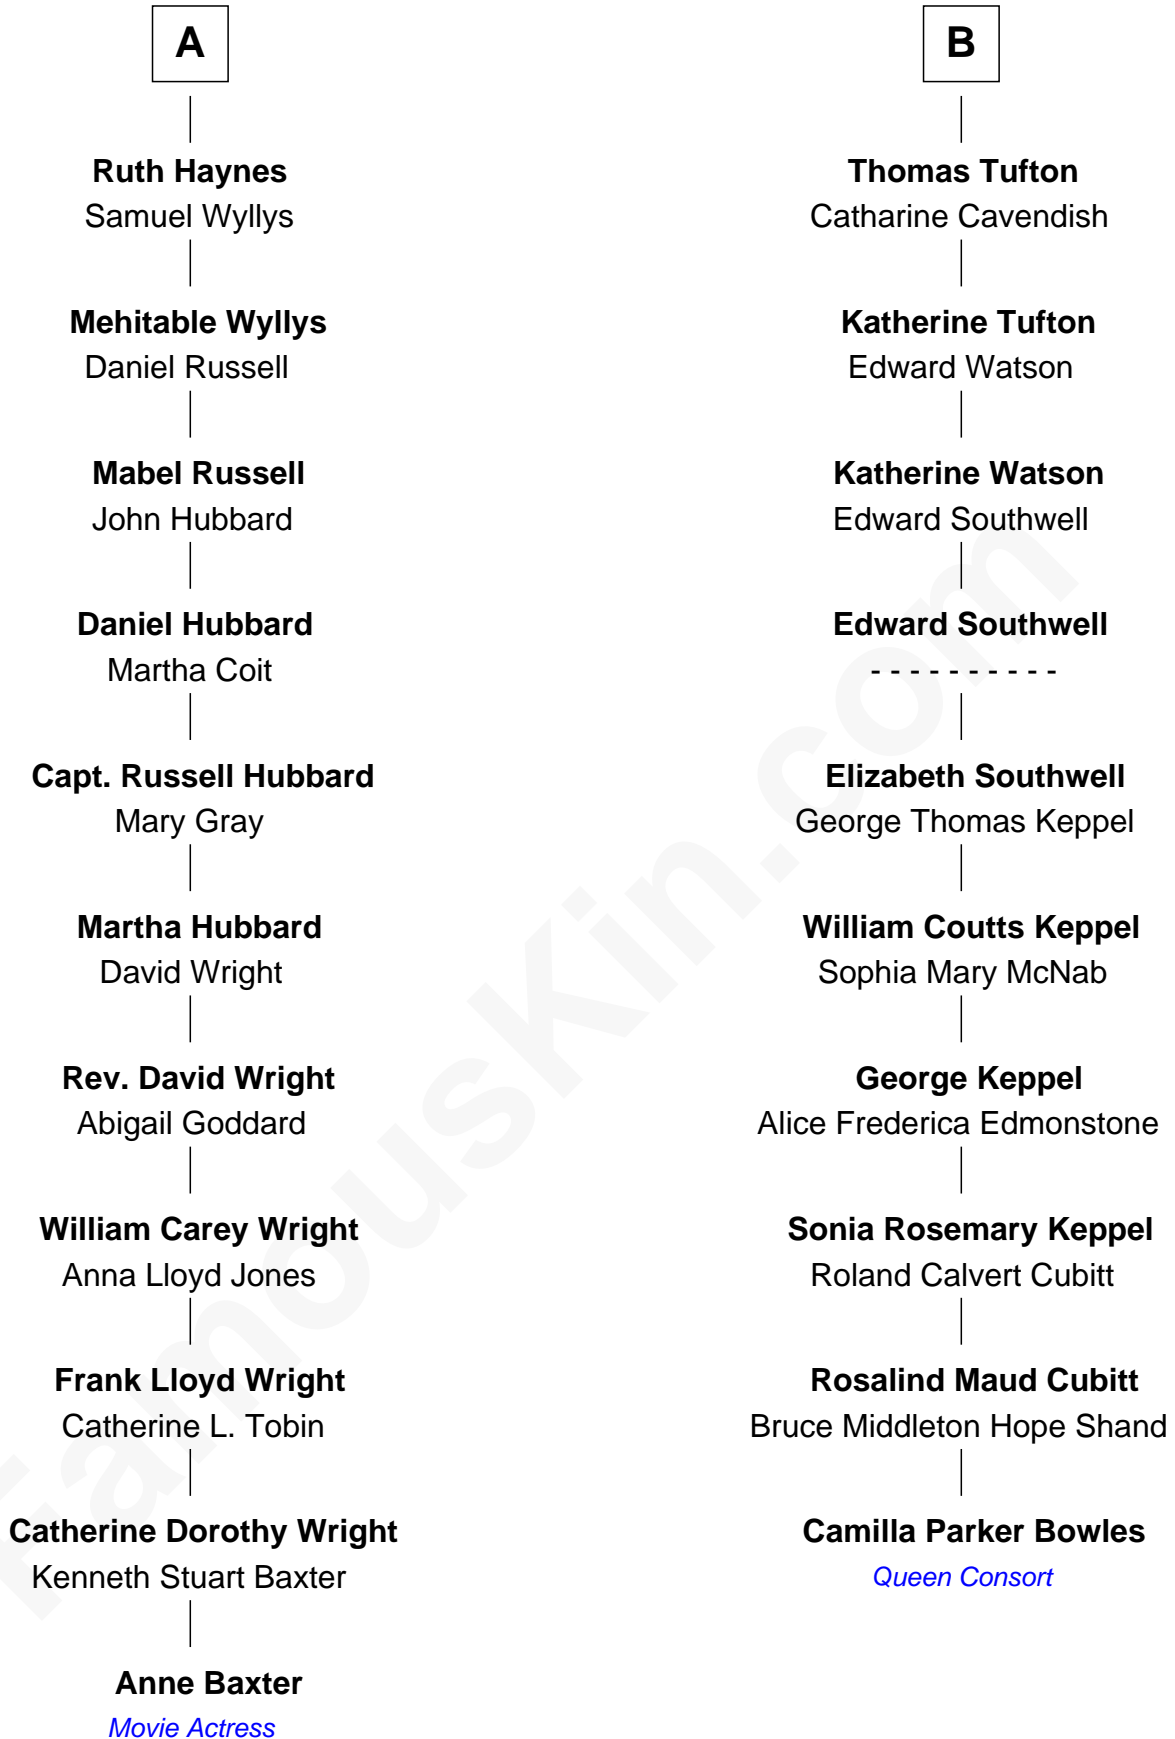 A
Ruth Haynes
Samuel Wyllys
Mehitable Wyllys
Daniel Russell
Mabel Russell
John Hubbard
Daniel Hubbard
Martha Coit
Capt. Russell Hubbard
Mary Gray
Martha Hubbard
David Wright
Rev. David Wright
Abigail Goddard
William Carey Wright
Anna Lloyd Jones
Frank Lloyd Wright
Catherine L. Tobin
Catherine Dorothy Wright
Kenneth Stuart Baxter
Anne Baxter
Movie Actress
B
Thomas Tufton
Catharine Cavendish
Katherine Tufton
Edward Watson
Katherine Watson
Edward Southwell
Edward Southwell
- - - - - - - - - -
Elizabeth Southwell
George Thomas Keppel
William Coutts Keppel
Sophia Mary McNab
George Keppel
Alice Frederica Edmonstone
Sonia Rosemary Keppel
Roland Calvert Cubitt
Rosalind Maud Cubitt
Bruce Middleton Hope Shand
Camilla Parker Bowles
Queen Consort
FamousKin.com